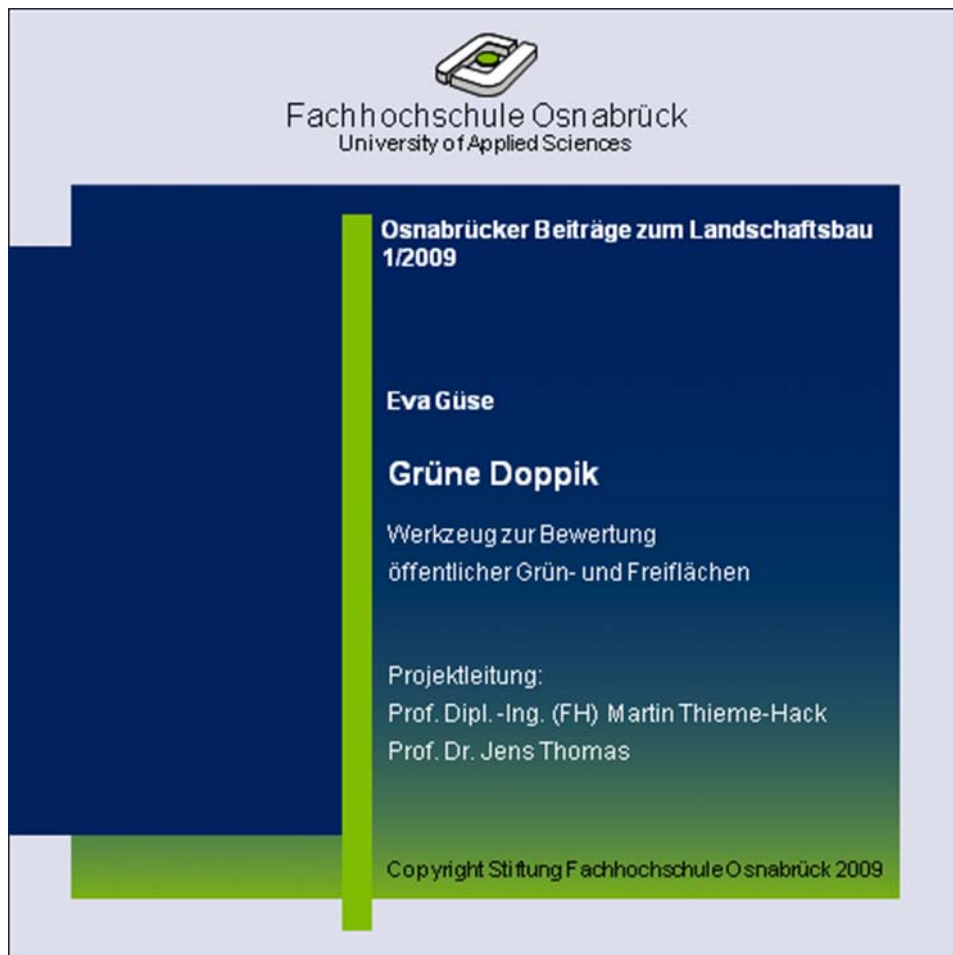 Fachhochschule Osnabrück
University of Applied Sciences
Osnabrücker Beiträge zum Landschaftsbau
1/2009
Eva Güse
Grüne Doppik
Werkzeug zur Bewertung
öffentlicher Grün- und Freiflächen
Projektleitung:
Prof. Dipl.-Ing. (FH) Martin Thieme-Hack
Prof. Dr. Jens Thomas
Copyright Stiftung Fachhochschule Osnabrück 2009